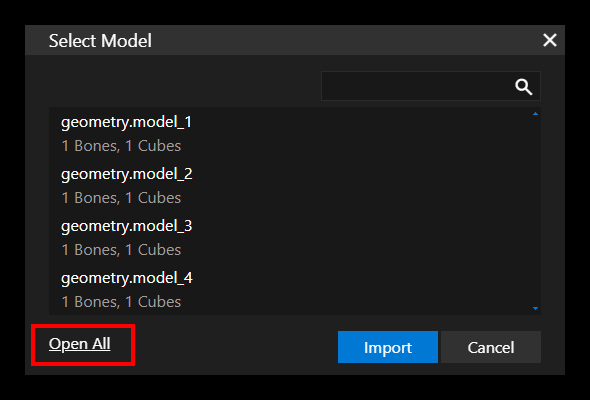 Select Model
geometry.model_1
1 Bones, 1 Cubes
geometry.model_2
1 Bones, 1 Cubes
geometry.model_3
1 Bones, 1 Cubes
geometry.model_4
1 Bones, 1 Cubes
Open All
Import
Cancel